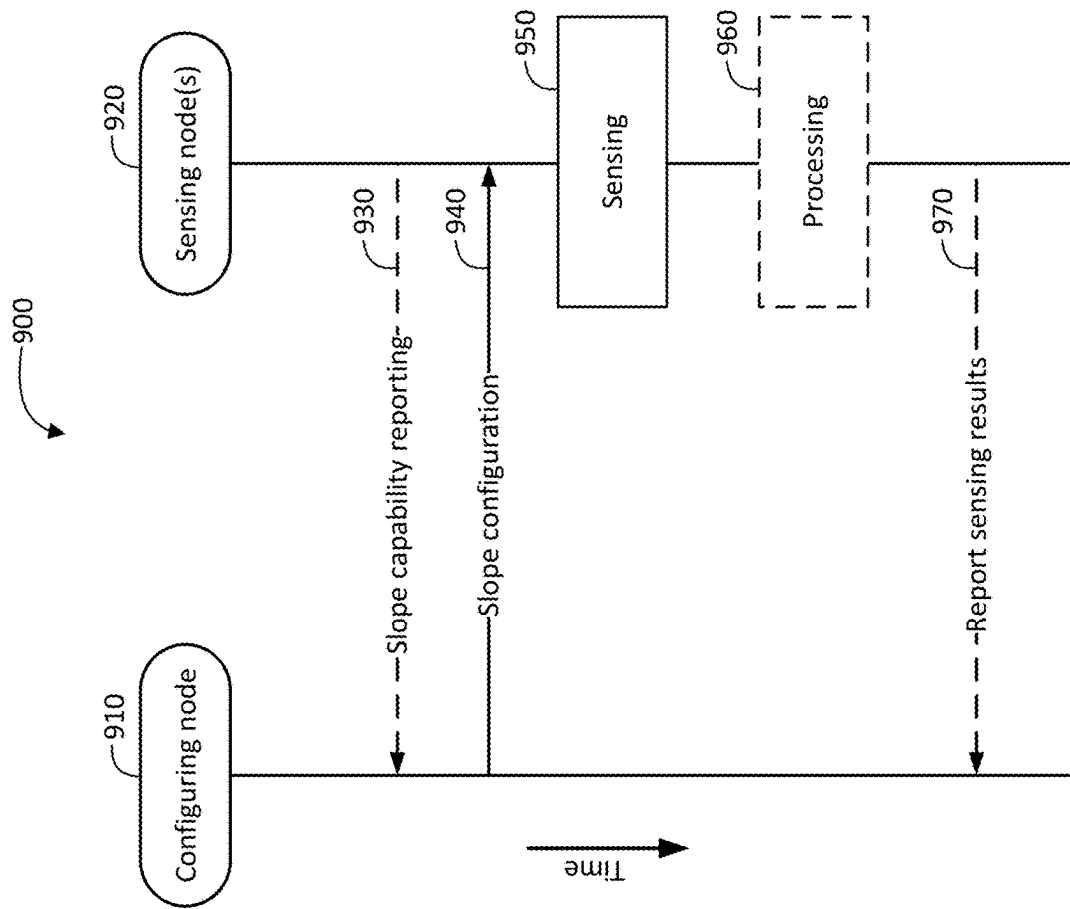 900
910
Configuring node
920
Sensing node(s)
930
Slope capability reporting
940
Slope configuration
950
Sensing
960
Processing
970
Report sensing results
Time